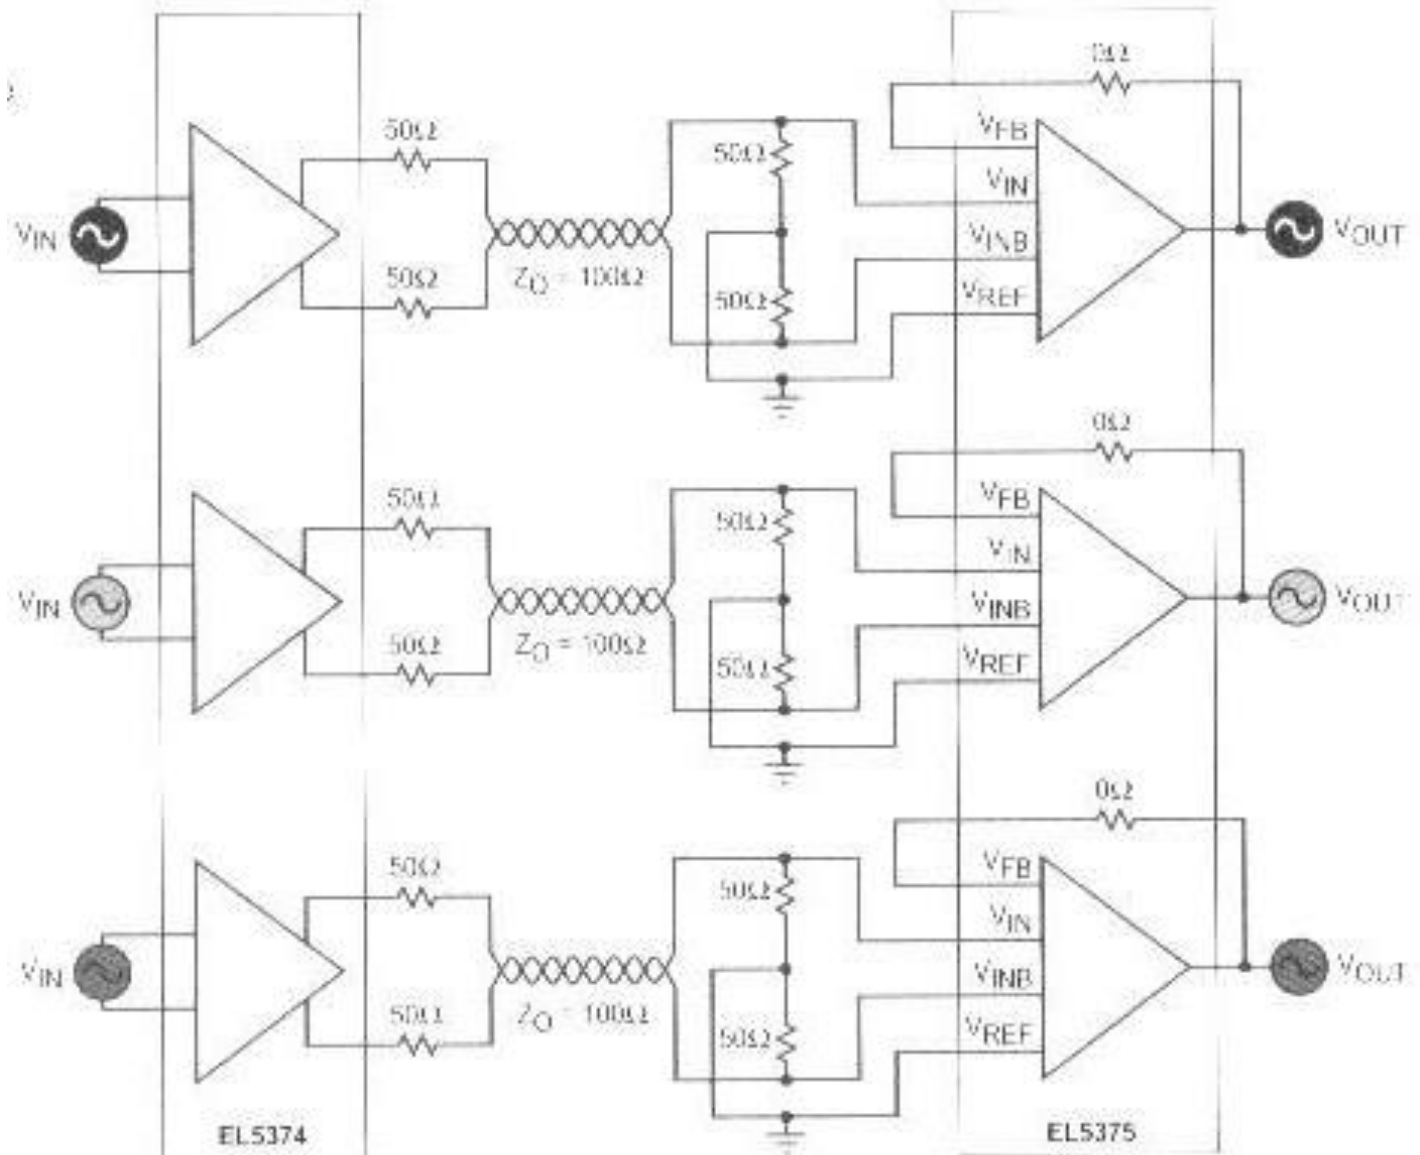 0Ω
50Ω
50Ω
VFB
VIN
VIN
VINB
VOUT
50Ω
ZO = 100Ω
50Ω
VREF
0Ω
50Ω
50Ω
VFB
VIN
VIN
VINB
VOUT
50Ω
ZO = 100Ω
50Ω
VREF
0Ω
50Ω
50Ω
VFB
VIN
VIN
VINB
VOUT
50Ω
ZO = 100Ω
50Ω
VREF
EL5374
EL5375